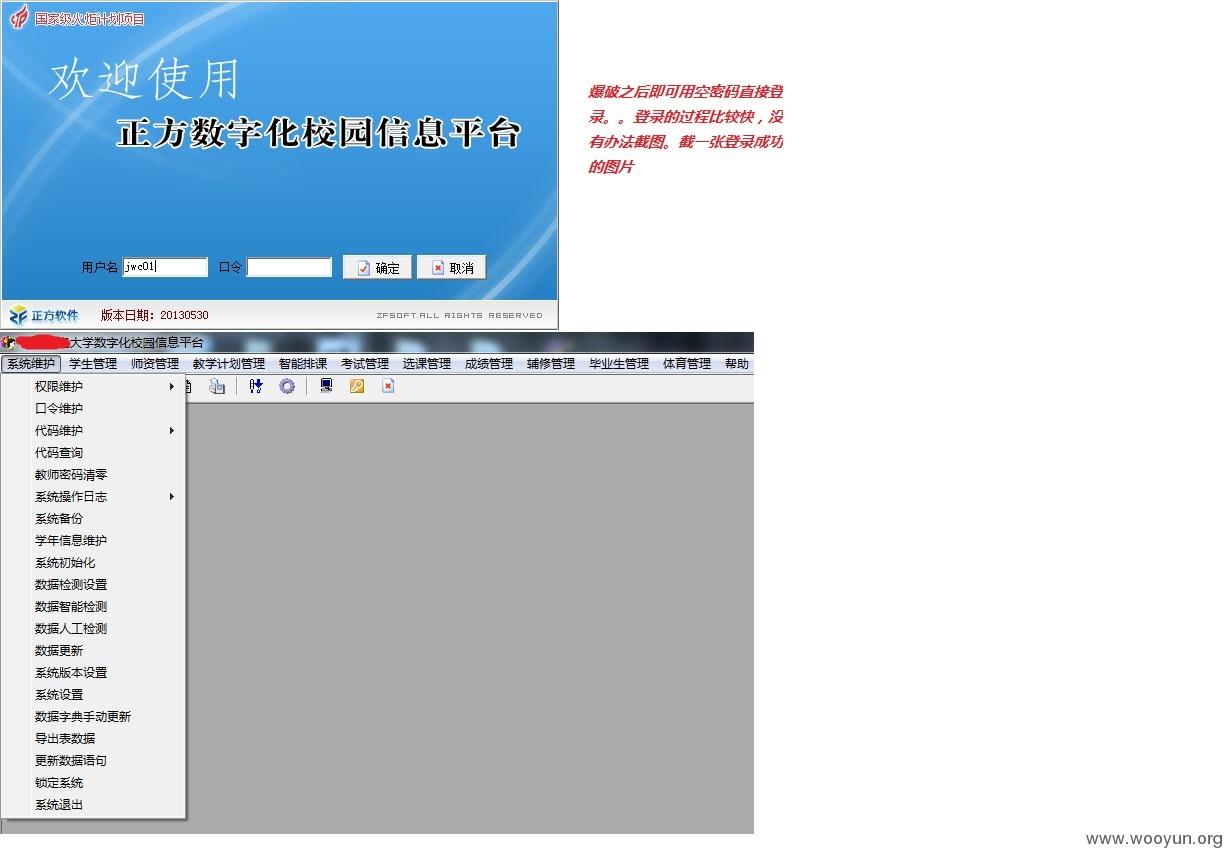 国家级火炬计划项目
欢迎使用
正方数字化校园信息平台
用户名 jwc01 口令 确定 取消
正方软件 版本日期：20130530 ZFSOFT.ALL RIGHTS RESERVED
爆破之后即可用空密码直接登
录。。登录的过程比较快，没
有办法截图。截一张登录成功
的图片
大学数字化校园信息平台
系统维护 学生管理 师资管理 教学计划管理 智能排课 考试管理 选课管理 成绩管理 辅修管理 毕业生管理 体育管理 帮助
权限维护
口令维护
代码维护
代码查询
教师密码清零
系统操作日志
系统备份
学年信息维护
系统初始化
数据检测设置
数据智能检测
数据人工检测
数据更新
系统版本设置
系统设置
数据字典手动更新
导出表数据
更新数据语句
锁定系统
系统退出
www.wooyun.org